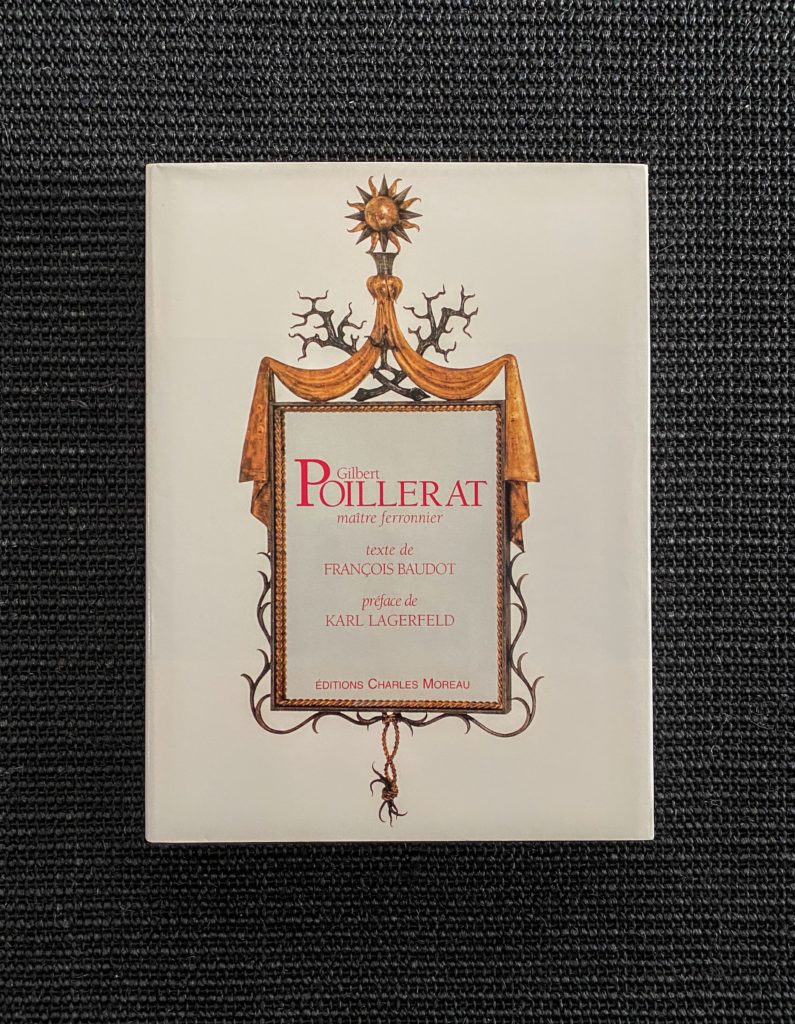 Gilbert
POILLERAT
maître ferronnier
texte de
FRANÇOIS BAUDOT
préface de
KARL LAGERFELD
ÉDITIONS CHARLES MOREAU